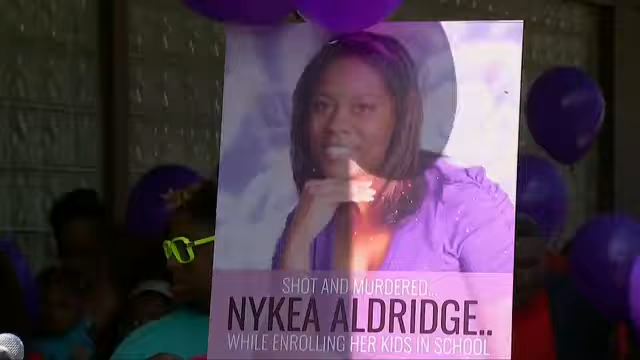 SHOT AND MURDERED..
NYKEA ALDRIDGE..
WHILE ENROLLING HER KIDS IN SCHOOL